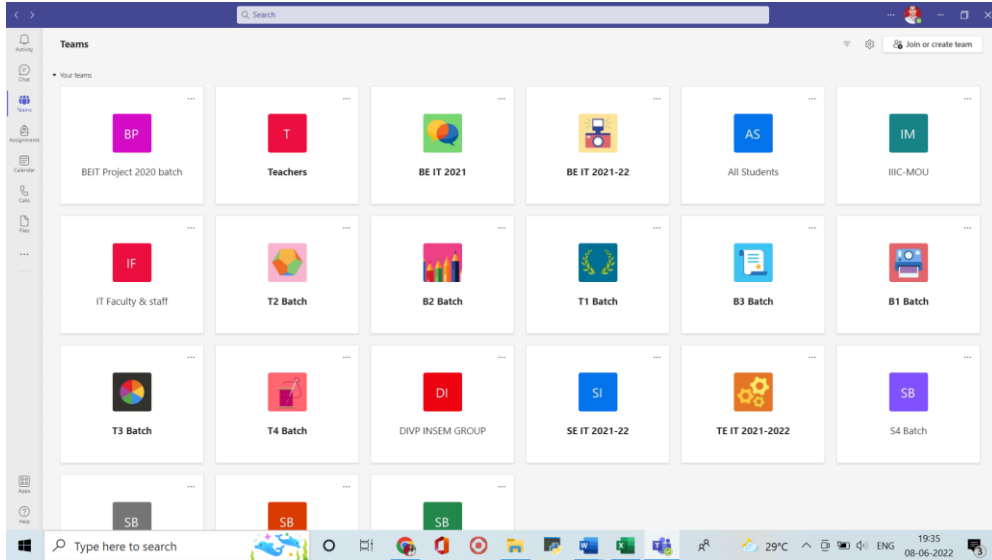 Search
Activity
Teams
Join or create team
Chat
Your teams
Teams
BP
T
AS
IM
BEIT Project 2020 batch
Teachers
BE IT 2021
BE IT 2021-22
All Students
IIIC-MOU
Assignments
Calendar
Calls
Files
IF
IT Faculty & staff
T2 Batch
B2 Batch
T1 Batch
B3 Batch
B1 Batch
DI
SI
SB
T3 Batch
T4 Batch
DIVP INSEM GROUP
SE IT 2021-22
TE IT 2021-2022
S4 Batch
Apps
Help
SB
SB
SB
Type here to search
29°C
ENG
19:35
08-06-2022
3